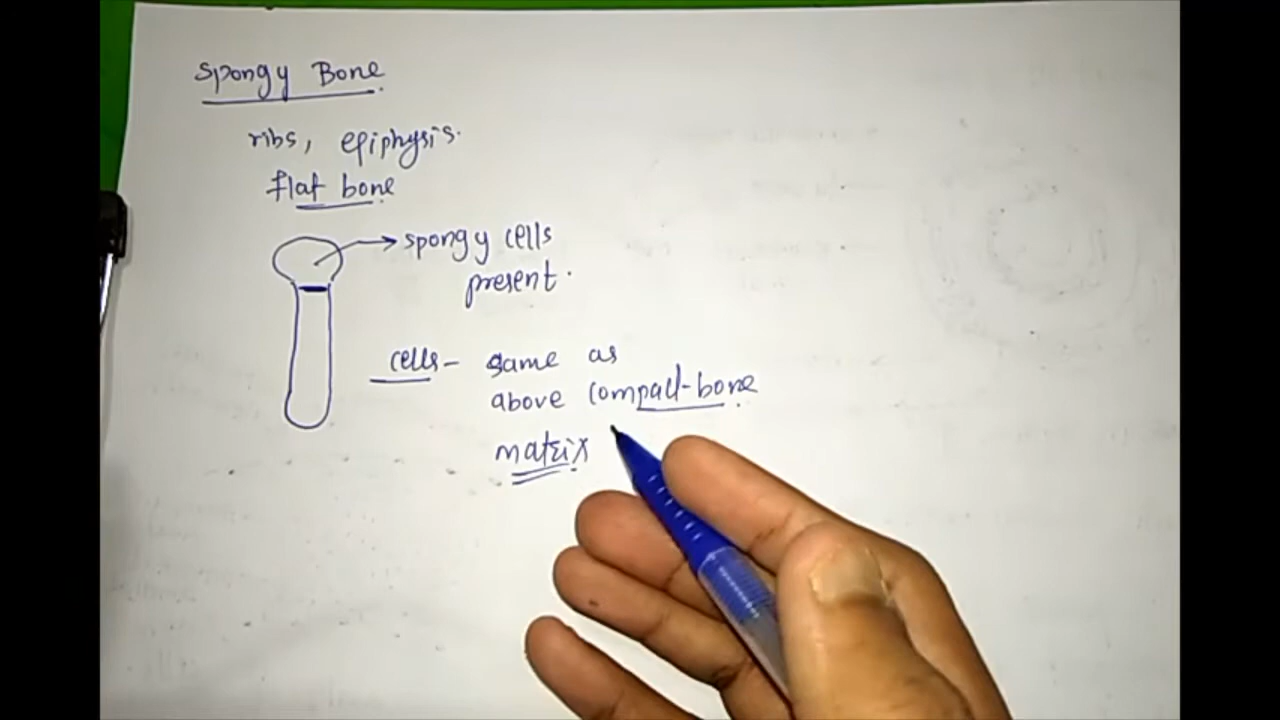 Spongy Bone
ribs, epiphysis.
flat bone
spongy cells
present.
cells - same as
above compact-bone
matrix